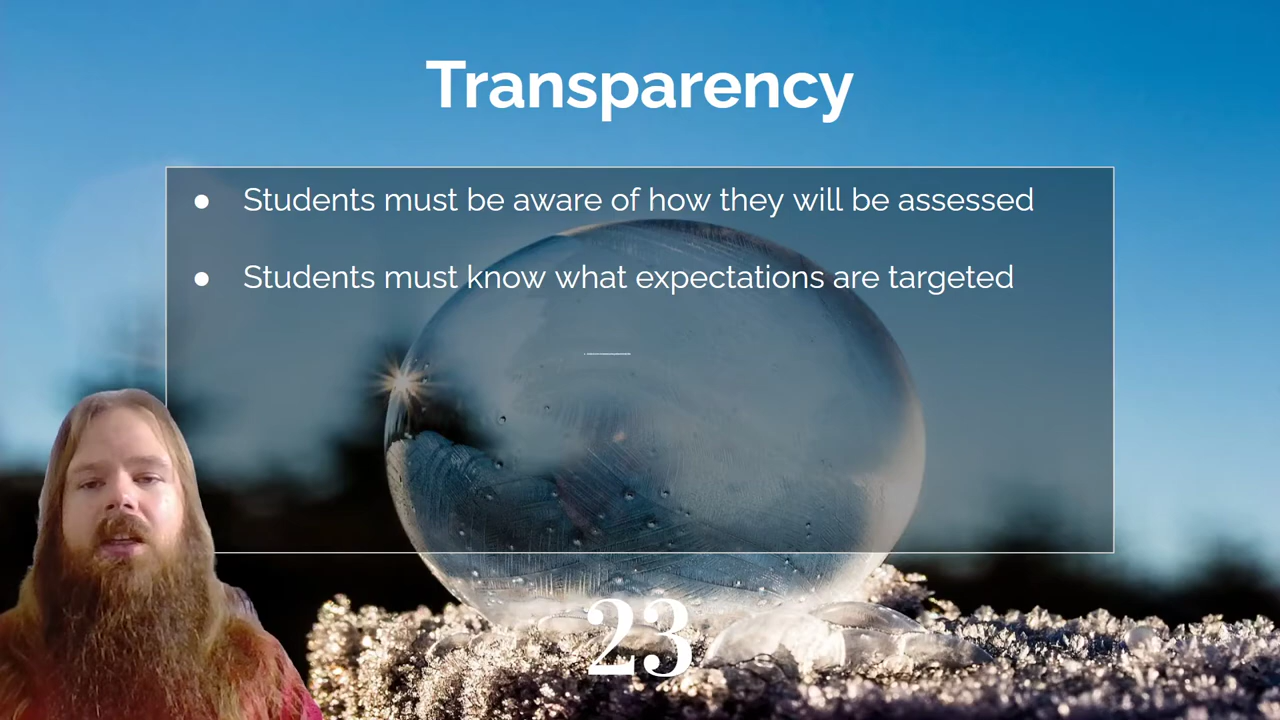 Transparency
● Students must be aware of how they will be assessed
● Students must know what expectations are targeted
23